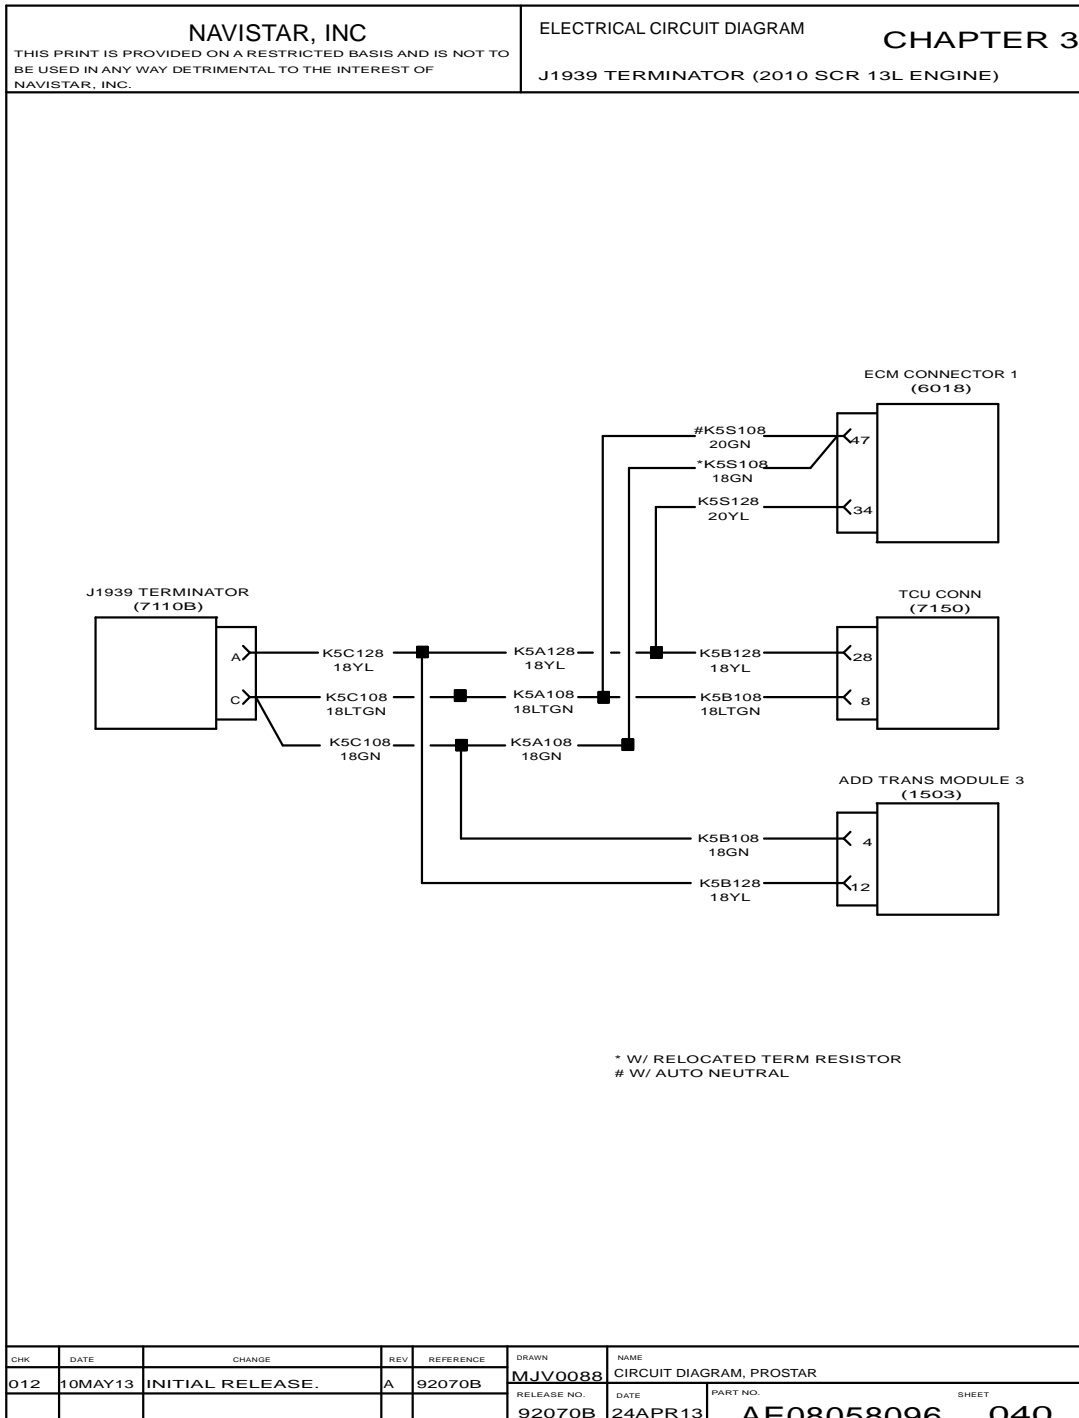 NAVISTAR, INC
THIS PRINT IS PROVIDED ON A RESTRICTED BASIS AND IS NOT TO
BE USED IN ANY WAY DETRIMENTAL TO THE INTEREST OF
NAVISTAR, INC.
ELECTRICAL CIRCUIT DIAGRAM
CHAPTER 3
J1939 TERMINATOR (2010 SCR 13L ENGINE)
ECM CONNECTOR 1
(6018)
#K5S108
20GN
47
*K5S108
18GN
K5S128
20YL
34
J1939 TERMINATOR
(7110B)
TCU CONN
(7150)
A
K5C128
18YL
K5A128
18YL
K5B128
18YL
28
C
K5C108
18LTGN
K5A108
18LTGN
K5B108
18LTGN
8
K5C108
18GN
K5A108
18GN
ADD TRANS MODULE 3
(1503)
K5B108
18GN
4
K5B128
18YL
12
* W/ RELOCATED TERM RESISTOR
# W/ AUTO NEUTRAL
CHK DATE CHANGE REV REFERENCE
012 10MAY13 INITIAL RELEASE. A 92070B
DRAWN
MJV0088
NAME
CIRCUIT DIAGRAM, PROSTAR
RELEASE NO.
92070B
DATE
24APR13
PART NO.
AE08058096
SHEET
040